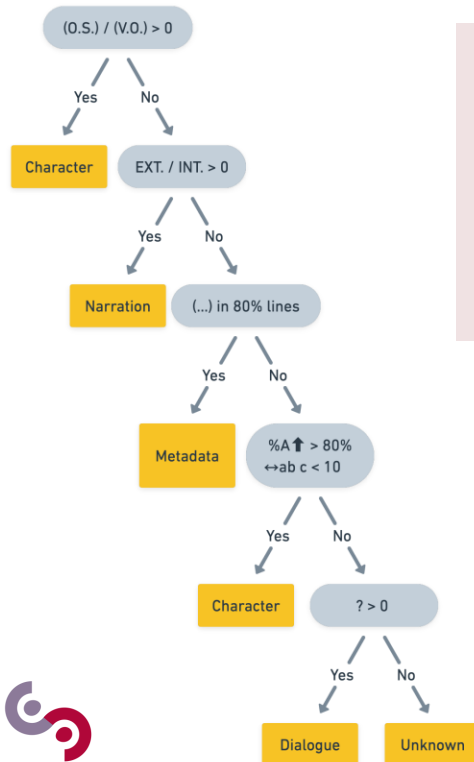 (O.S.) / (V.O.) > 0
Yes
No
Character
EXT. / INT. > 0
Yes
No
Narration
(...) in 80% lines
Yes
No
Metadata
%A⬆ > 80%
↔ab c < 10
Yes
No
Character
? > 0
Yes
No
Dialogue
Unknown